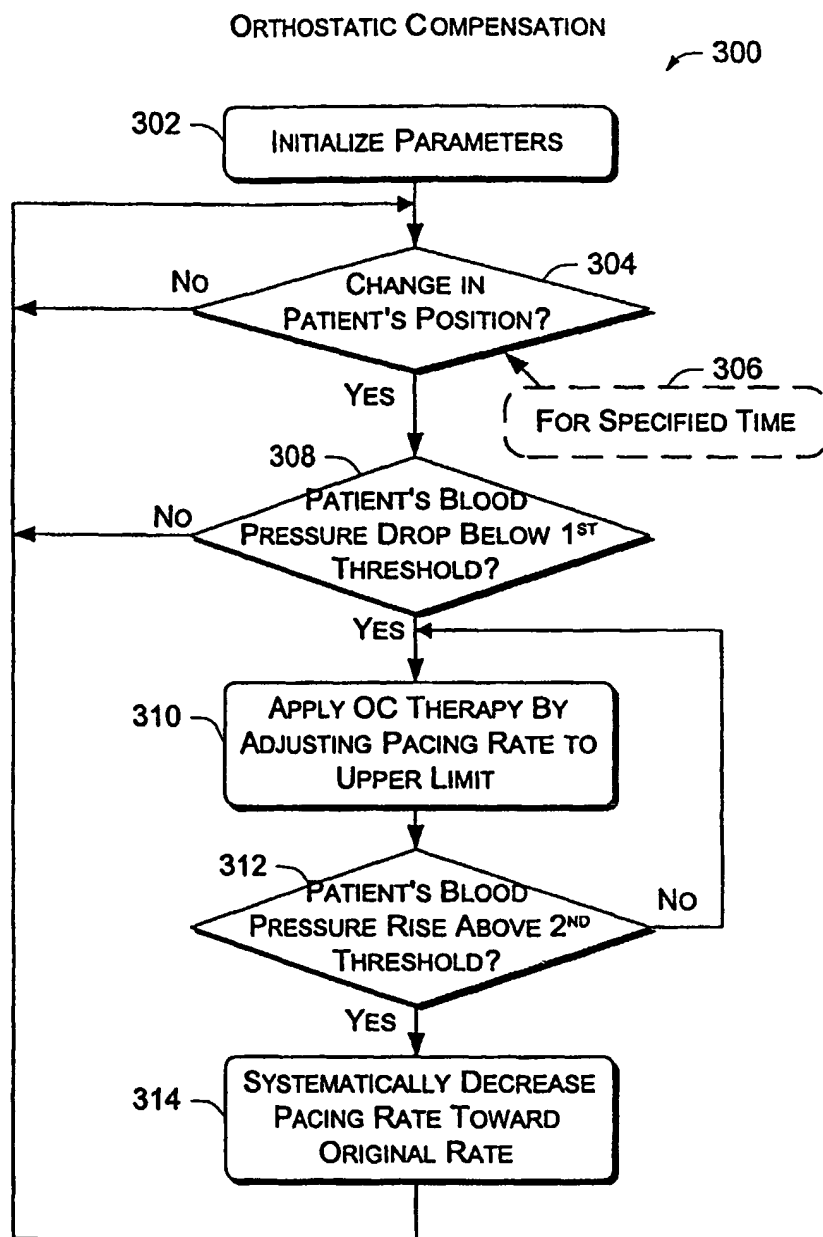 ORTHOSTATIC COMPENSATION
300
302
INITIALIZE PARAMETERS
304
NO
CHANGE IN
PATIENT'S POSITION?
306
YES
FOR SPECIFIED TIME
308
NO
PATIENT'S BLOOD
PRESSURE DROP BELOW 1ST
THRESHOLD?
YES
310
APPLY OC THERAPY BY
ADJUSTING PACING RATE TO
UPPER LIMIT
312
PATIENT'S BLOOD
PRESSURE RISE ABOVE 2ND
THRESHOLD?
NO
YES
314
SYSTEMATICALLY DECREASE
PACING RATE TOWARD
ORIGINAL RATE